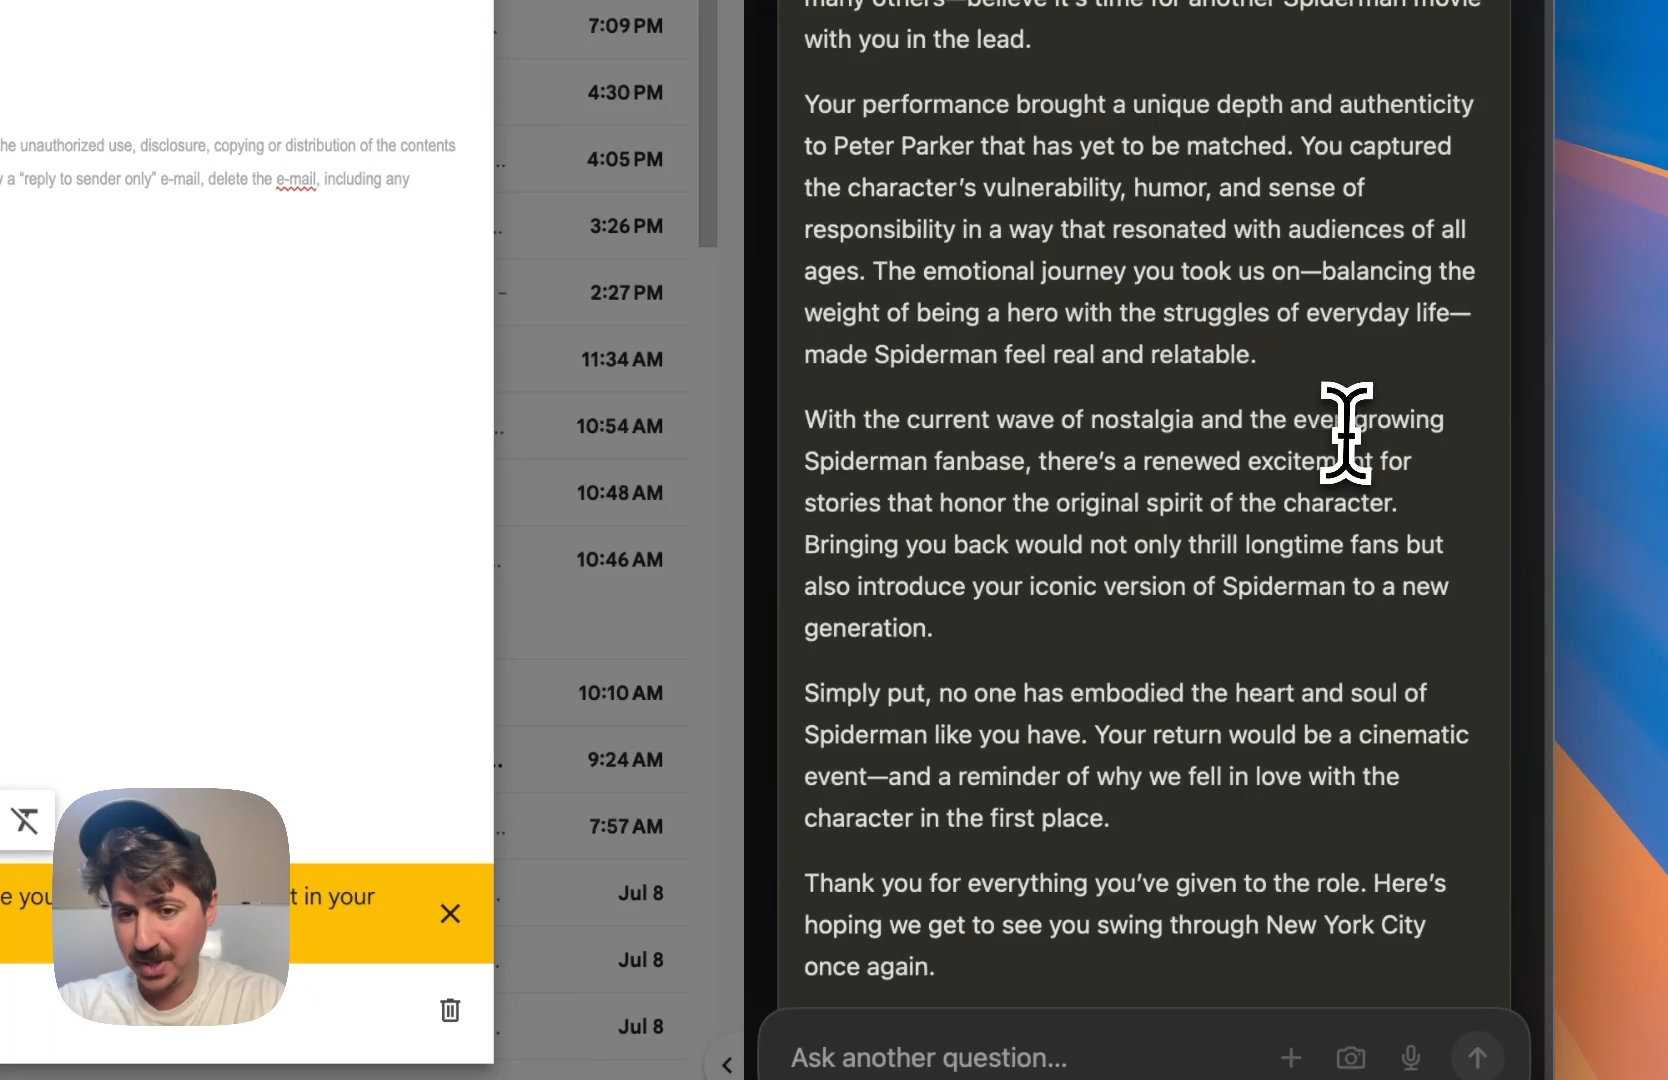 he unauthorized use, disclosure, copying or distribution of the contents
a “reply to sender only” e-mail, delete the e-mail, including any
e you
t in your
7:09 PM
4:30 PM
4:05 PM
3:26 PM
2:27 PM
11:34 AM
10:54 AM
10:48 AM
10:46 AM
10:10 AM
9:24 AM
7:57 AM
Jul 8
Jul 8
Jul 8
many others—believe it's time for another Spiderman movie
with you in the lead.
Your performance brought a unique depth and authenticity
to Peter Parker that has yet to be matched. You captured
the character’s vulnerability, humor, and sense of
responsibility in a way that resonated with audiences of all
ages. The emotional journey you took us on—balancing the
weight of being a hero with the struggles of everyday life—
made Spiderman feel real and relatable.
With the current wave of nostalgia and the ever-growing
Spiderman fanbase, there’s a renewed excitement for
stories that honor the original spirit of the character.
Bringing you back would not only thrill longtime fans but
also introduce your iconic version of Spiderman to a new
generation.
Simply put, no one has embodied the heart and soul of
Spiderman like you have. Your return would be a cinematic
event—and a reminder of why we fell in love with the
character in the first place.
Thank you for everything you’ve given to the role. Here’s
hoping we get to see you swing through New York City
once again.
Ask another question...